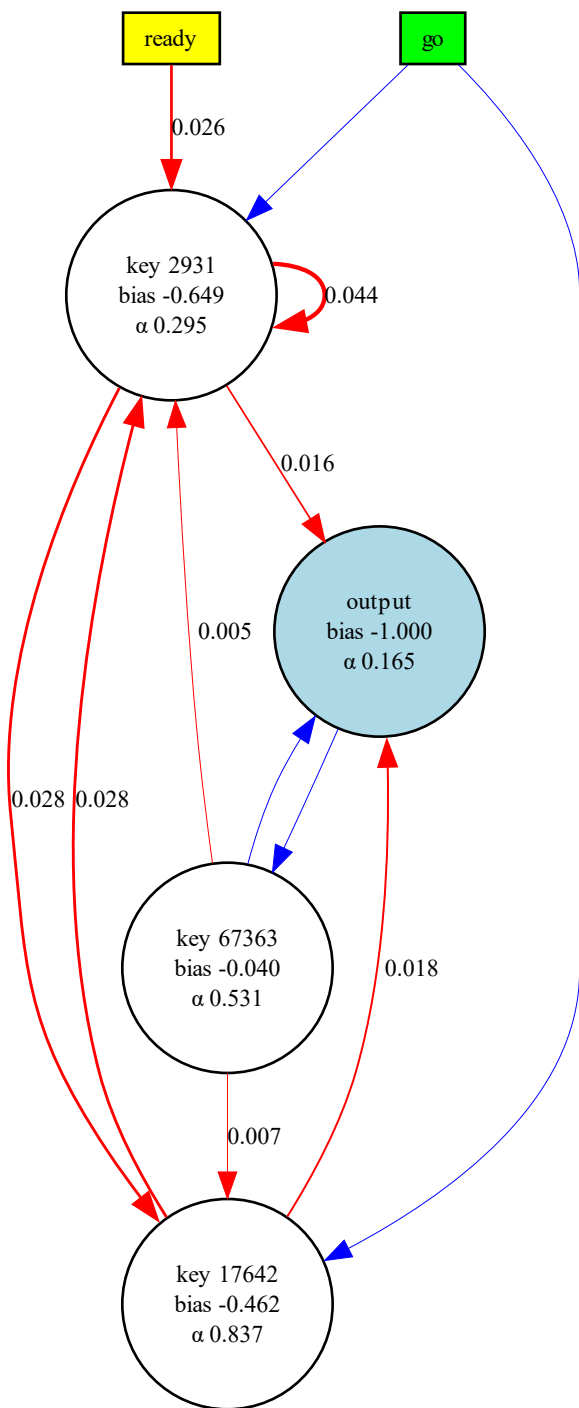 ready
go
0.026
key 2931
bias -0.649
α 0.295
0.044
0.016
output
bias -1.000
α 0.165
0.005
0.028
0.028
key 67363
bias -0.040
α 0.531
0.018
0.007
key 17642
bias -0.462
α 0.837